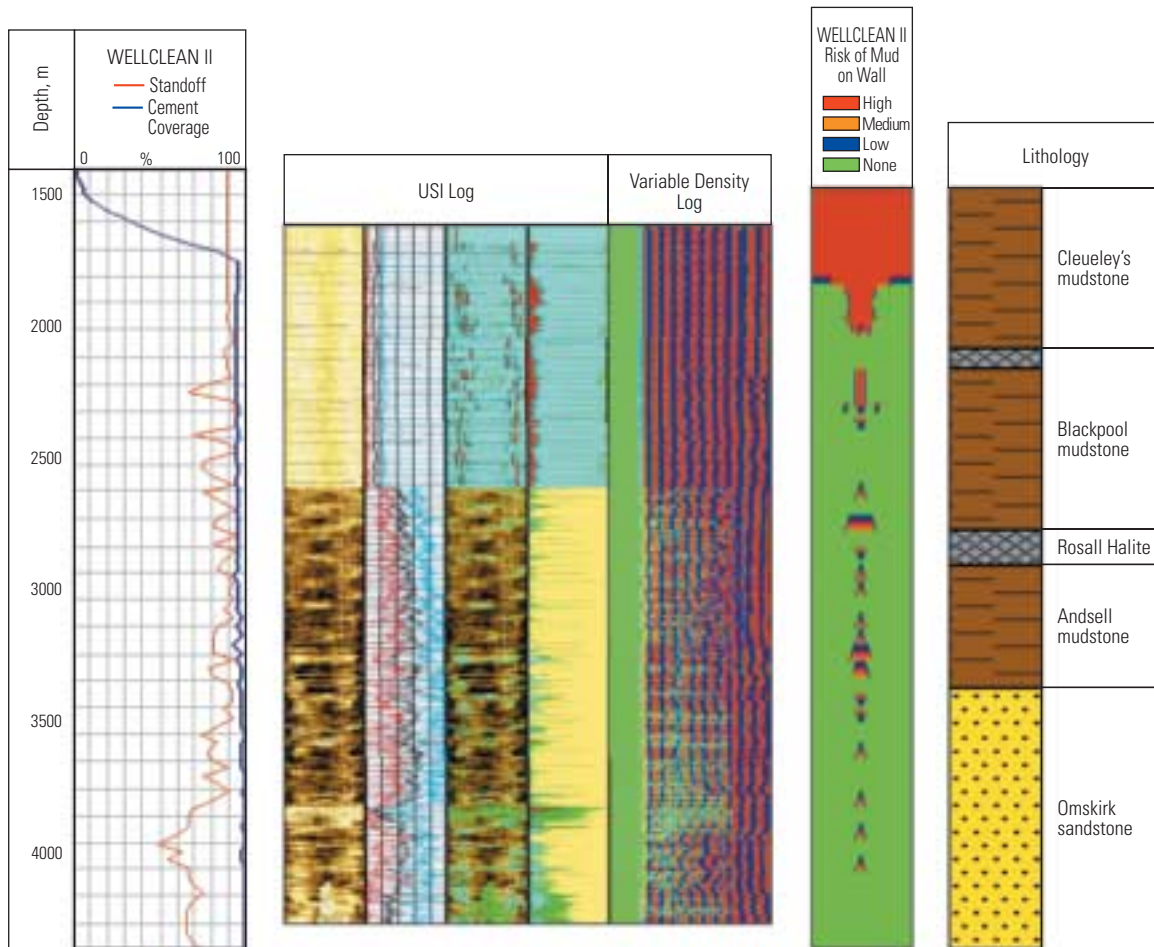 Depth, m
WELLCLEAN II
Standoff
Cement
Coverage
0 % 100
1500
2000
2500
3000
3500
4000
USI Log
Variable Density
Log
WELLCLEAN II
Risk of Mud
on Wall
High
Medium
Low
None
Lithology
Cleueley's
mudstone
Blackpool
mudstone
Rosall Halite
Andsell
mudstone
Omskirk
sandstone